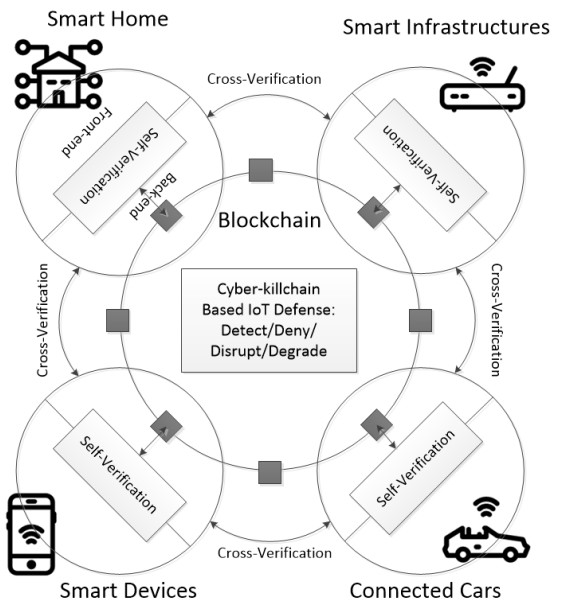 Smart Home
Smart Infrastructures
Cross-Verification
Front-end
Self-Verification
Back-end
Self-Verification
Blockchain
Cross-Verification
Cyber-killchain
Based IoT Defense:
Detect/Deny/
Disrupt/Degrade
Cross-Verification
Self-Verification
Self-Verification
Cross-Verification
Smart Devices
Connected Cars